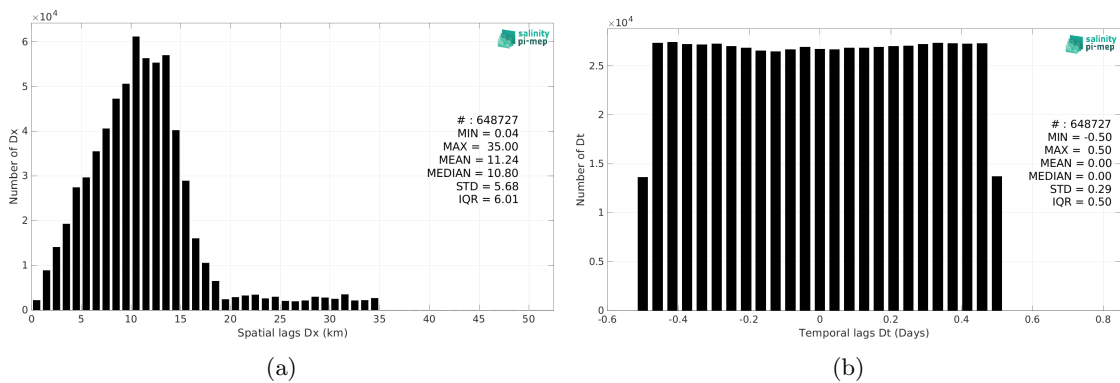 ×10⁴
salinity
pi-mep
6
5
4
3
2
1
0
Number of Dx
# : 648727
MIN = 0.04
MAX = 35.00
MEAN = 11.24
MEDIAN = 10.80
STD = 5.68
IQR = 6.01
0 5 10 15 20 25 30 35 40 45 50
Spatial lags Dx (km)
(a)
×10⁴
salinity
pi-mep
2.5
2
1.5
1
0.5
0
Number of Dt
# : 648727
MIN = -0.50
MAX = 0.50
MEAN = 0.00
MEDIAN = 0.00
STD = 0.29
IQR = 0.50
-0.6 -0.4 -0.2 0 0.2 0.4 0.6 0.8
Temporal lags Dt (Days)
(b)